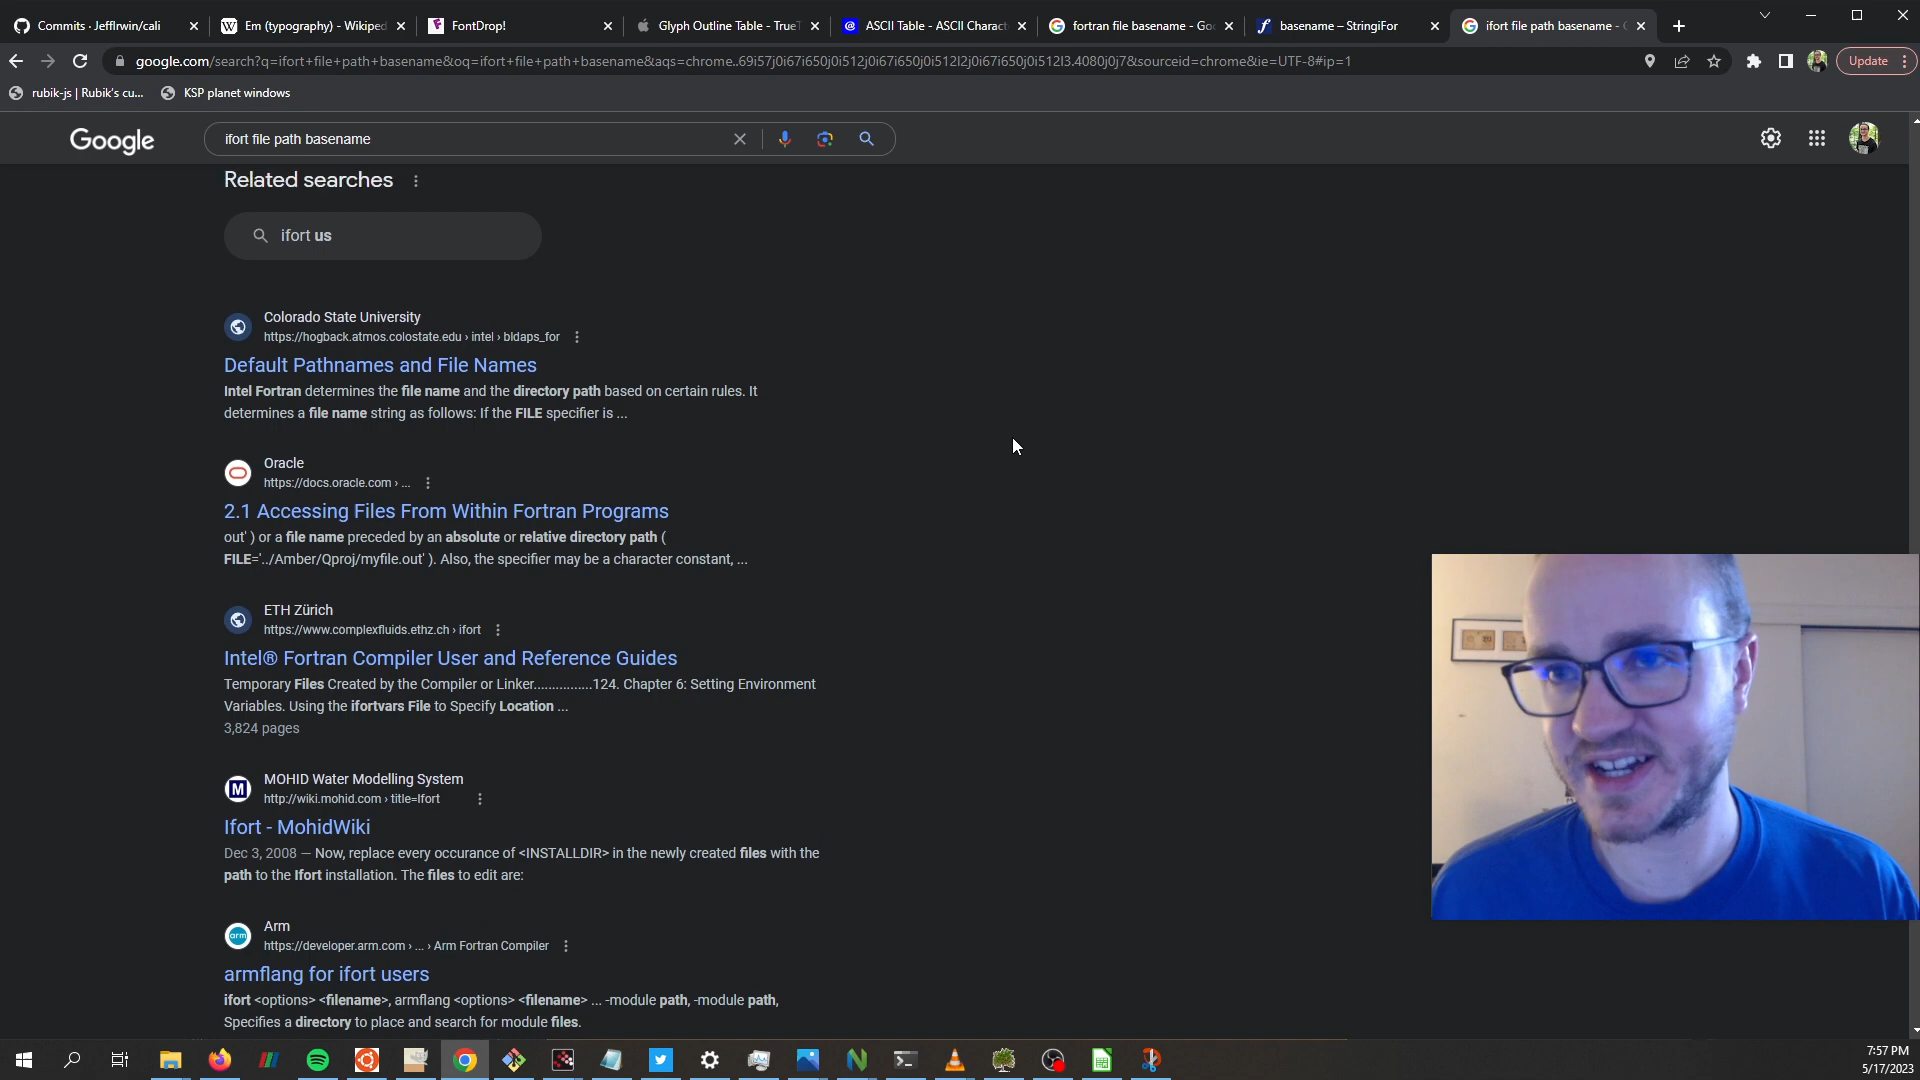 Commits · JeffIrwin/cali
Em (typography) - Wikiped
FontDrop!
Glyph Outline Table - TrueT
ASCII Table - ASCII Charact
fortran file basename - Goo
basename – StringiFor
ifort file path basename - G
google.com/search?q=ifort+file+path+basename&oq=ifort+file+path+basename&aqs=chrome..69i57j0i67i650j0i512j0i67i650j0i512l2j0i67i650j0i512l3.4080j0j7&sourceid=chrome&ie=UTF-8#ip=1
Update
rubik-js | Rubik's cu...
KSP planet windows
Google
ifort file path basename
Related searches
ifort us
Colorado State University
https://hogback.atmos.colostate.edu › intel › bldaps_for
Default Pathnames and File Names
Intel Fortran determines the file name and the directory path based on certain rules. It
determines a file name string as follows: If the FILE specifier is ...
Oracle
https://docs.oracle.com › ...
2.1 Accessing Files From Within Fortran Programs
out' ) or a file name preceded by an absolute or relative directory path (
FILE='../Amber/Qproj/myfile.out' ). Also, the specifier may be a character constant, ...
ETH Zürich
https://www.complexfluids.ethz.ch › ifort
Intel® Fortran Compiler User and Reference Guides
Temporary Files Created by the Compiler or Linker................124. Chapter 6: Setting Environment
Variables. Using the ifortvars File to Specify Location ...
3,824 pages
MOHID Water Modelling System
http://wiki.mohid.com › title=Ifort
Ifort - MohidWiki
Dec 3, 2008 — Now, replace every occurance of <INSTALLDIR> in the newly created files with the
path to the Ifort installation. The files to edit are:
Arm
https://developer.arm.com › ... › Arm Fortran Compiler
armflang for ifort users
ifort <options> <filename>, armflang <options> <filename> ... -module path, -module path,
Specifies a directory to place and search for module files.
7:57 PM
5/17/2023